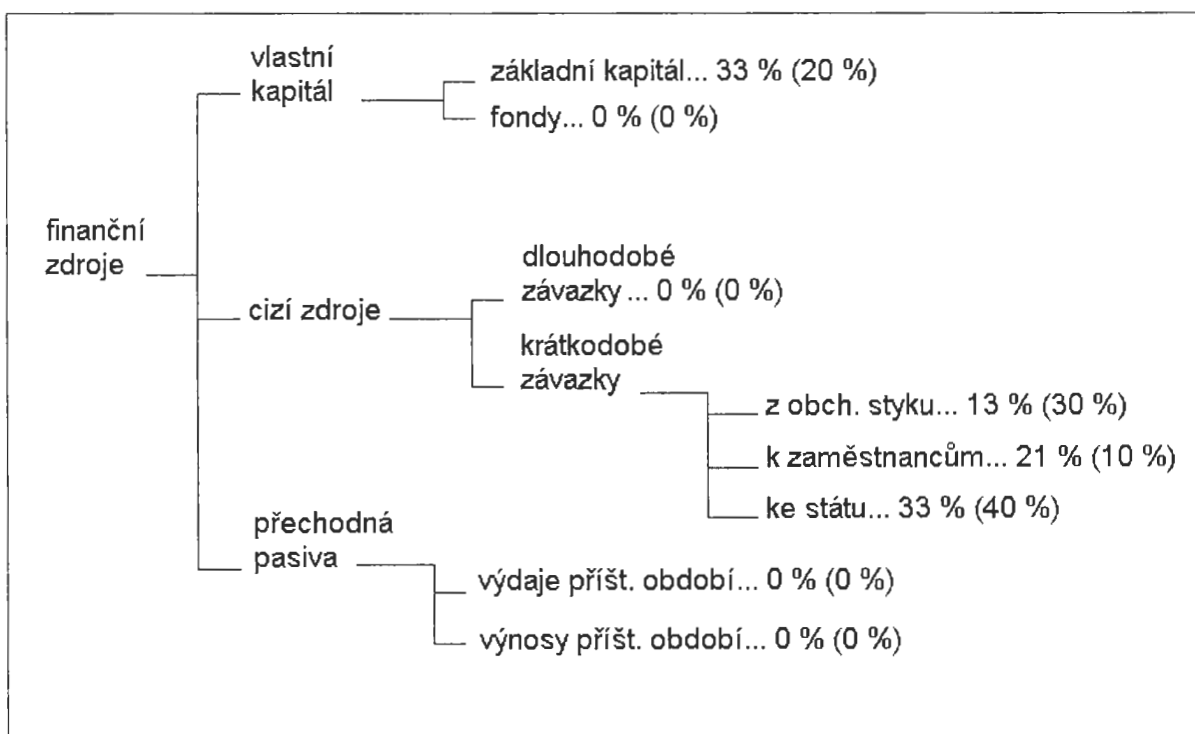 vlastní
kapitál
základní kapitál... 33 % (20 %)
fondy... 0 % (0 %)
finanční
zdroje
dlouhodobé
závazky ... 0 % (0 %)
cizí zdroje
krátkodobé
závazky
z obch. styku... 13 % (30 %)
k zaměstnancům... 21 % (10 %)
ke státu... 33 % (40 %)
přechodná
pasiva
výdaje příšt. období... 0 % (0 %)
výnosy příšt. období... 0 % (0 %)